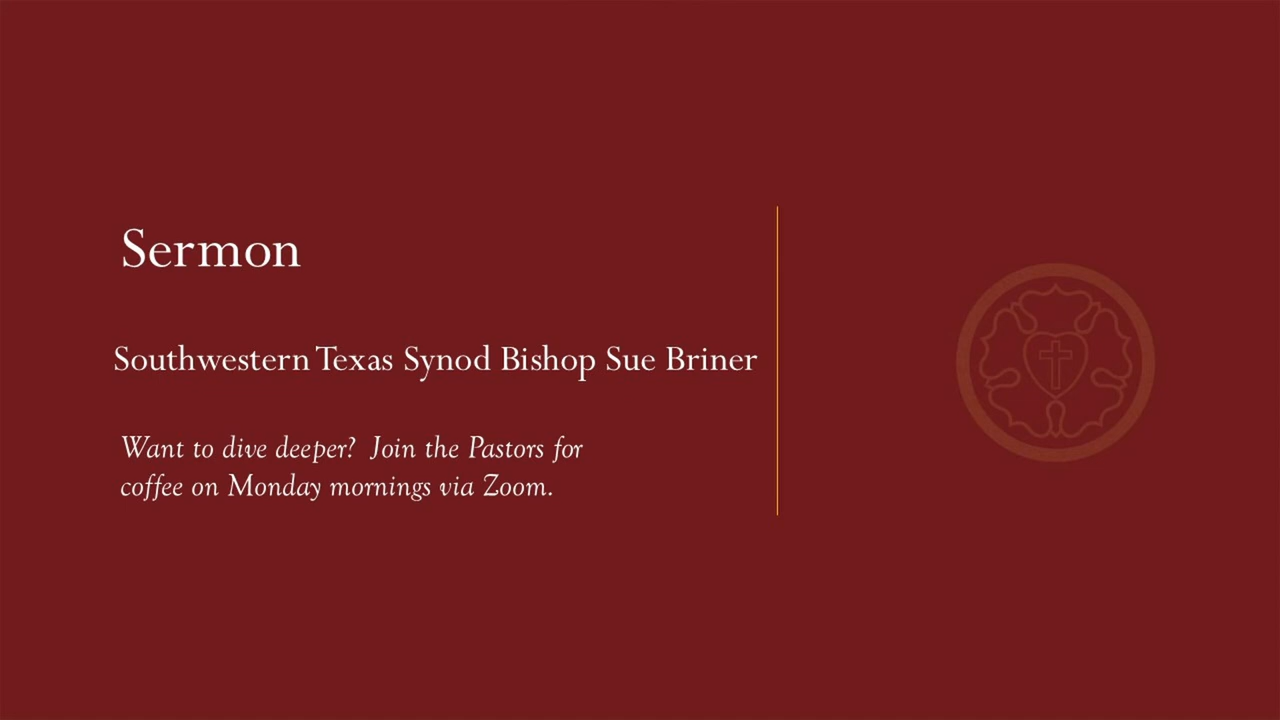 Sermon
Southwestern Texas Synod Bishop Sue Briner
Want to dive deeper? Join the Pastors for
coffee on Monday mornings via Zoom.